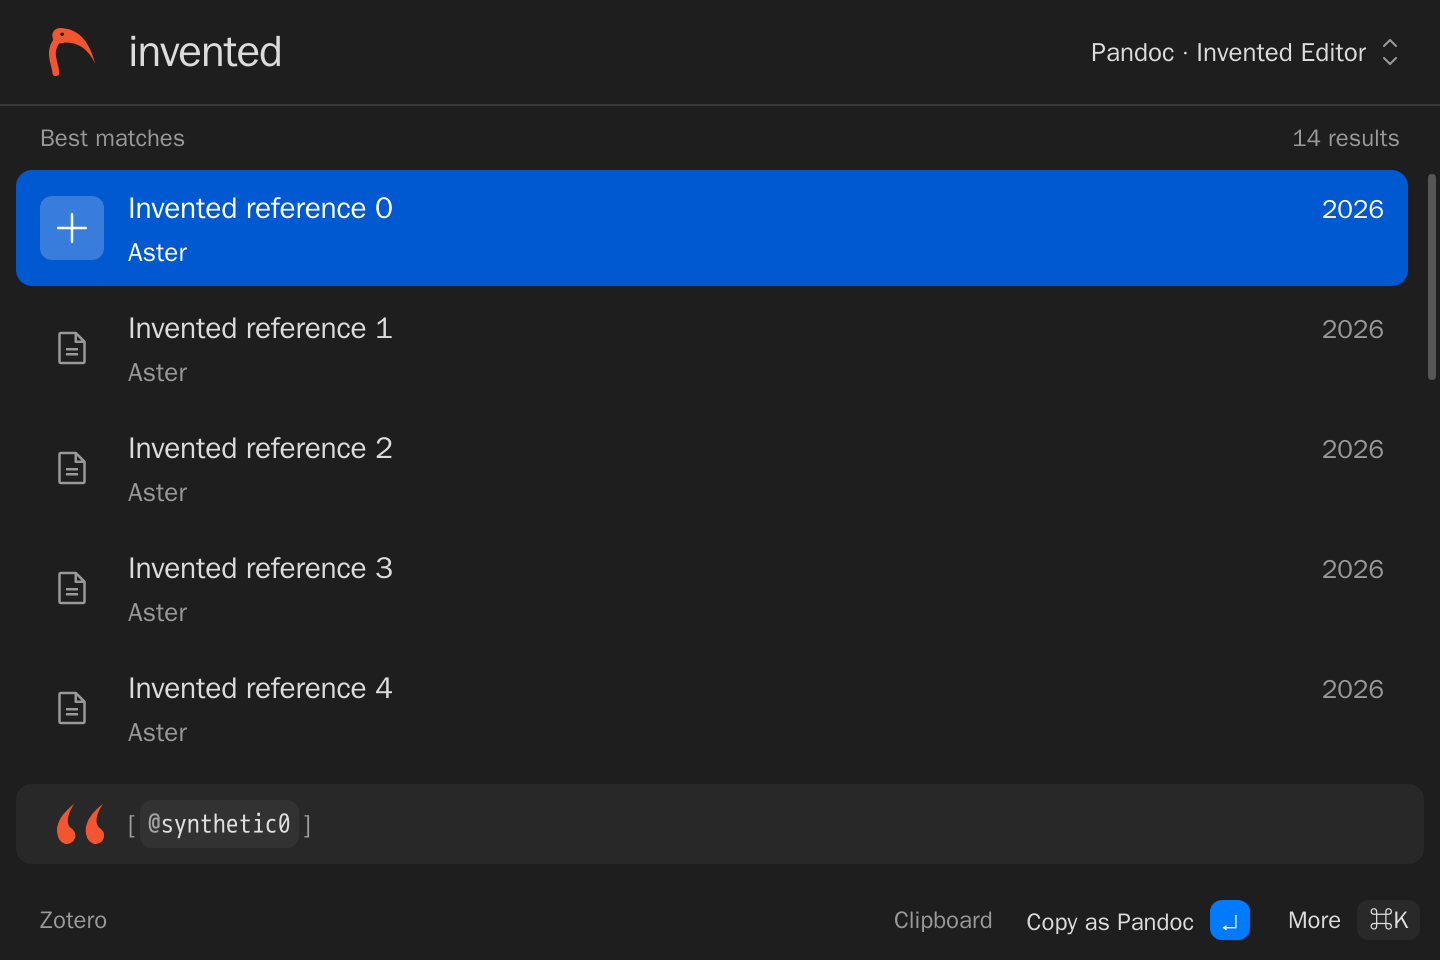 invented
Pandoc · Invented Editor
Best matches
14 results
Invented reference 0
2026
Aster
Invented reference 1
2026
Aster
Invented reference 2
2026
Aster
Invented reference 3
2026
Aster
Invented reference 4
2026
Aster
[ @synthetic0 ]
Zotero
Clipboard
Copy as Pandoc
More
⌘K